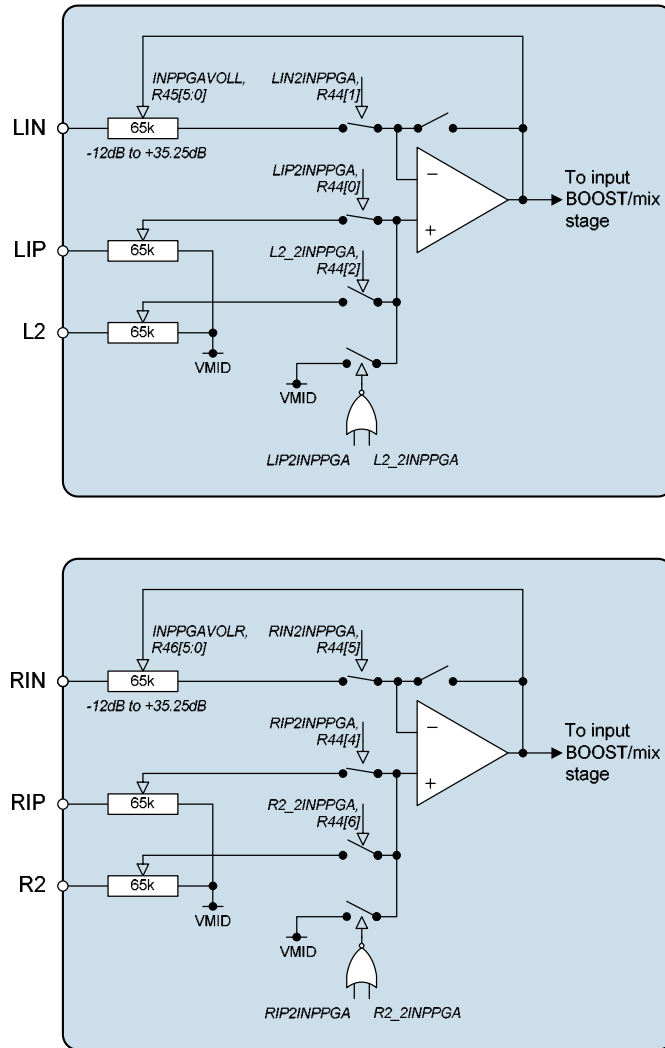 INPPGAVOLL,
R45[5:0]
LIN2INPPGA,
R44[1]
LIN
65k
-12dB to +35.25dB
LIP2INPPGA,
R44[0]
To input
BOOST/mix
stage
LIP
65k
L2_2INPPGA,
R44[2]
L2
65k
VMID
VMID
LIP2INPPGA
L2_2INPPGA
INPPGAVOLR,
R46[5:0]
RIN2INPPGA,
R44[5]
RIN
65k
-12dB to +35.25dB
RIP2INPPGA,
R44[4]
To input
BOOST/mix
stage
RIP
65k
R2_2INPPGA,
R44[6]
R2
65k
VMID
VMID
RIP2INPPGA
R2_2INPPGA